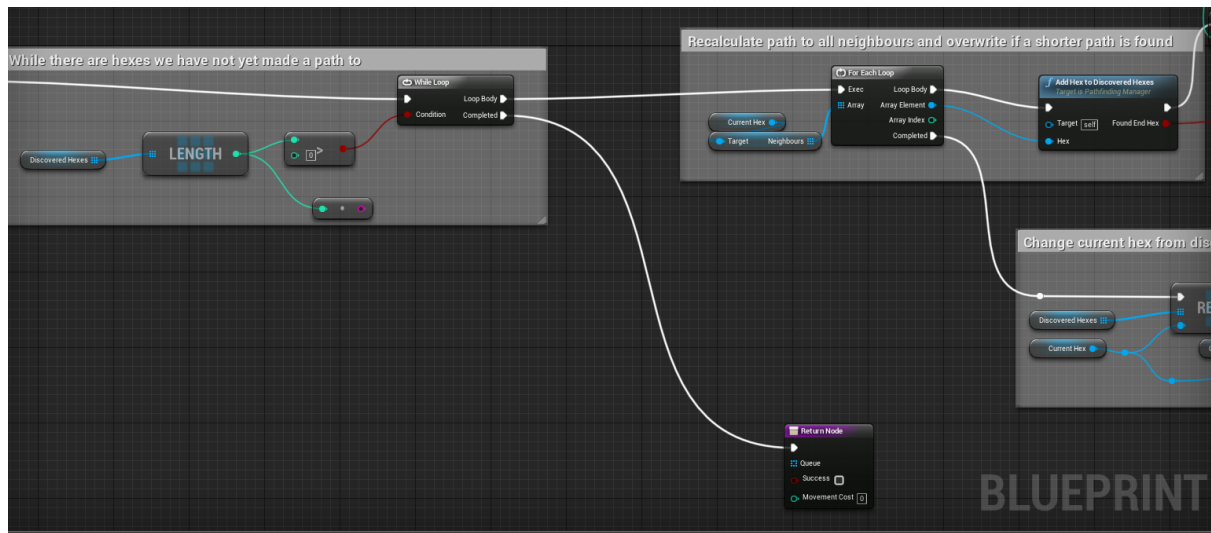 While there are hexes we have not yet made a path to
While Loop
Loop Body
Condition
Completed
Discovered Hexes
LENGTH
0
>
Recalculate path to all neighbours and overwrite if a shorter path is found
For Each Loop
Exec
Loop Body
Array
Array Element
Array Index
Completed
Current Hex
Target
Neighbours
Add Hex to Discovered Hexes
Target is Pathfinding Manager
Target
self
Found End Hex
Hex
Change current hex from dis
Discovered Hexes
Current Hex
RE
Return Node
Queue
Success
Movement Cost
0
BLUEPRINT